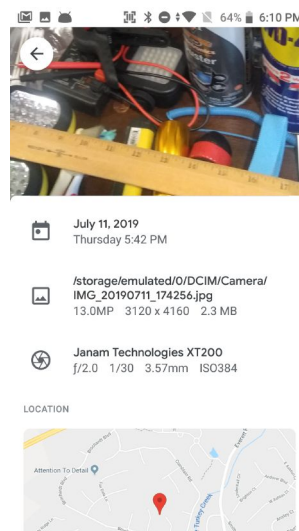 64% 6:10 PM
July 11, 2019
Thursday 5:42 PM
/storage/emulated/0/DCIM/Camera/
IMG_20190711_174256.jpg
13.0MP 3120 x 4160 2.3 MB
Janam Technologies XT200
ƒ/2.0 1/30 3.57mm ISO384
LOCATION
Attention To Detail
Turkey Creek